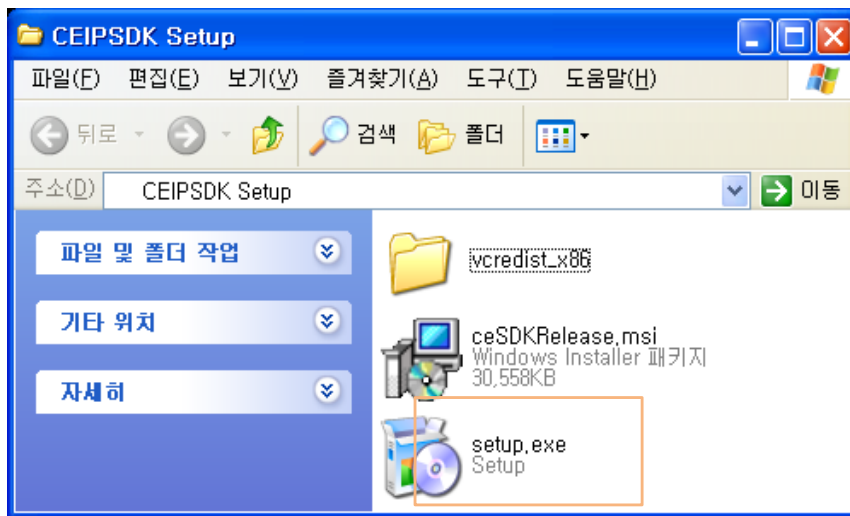 CEIPSDK Setup
파일(F) 편집(E) 보기(V) 즐겨찾기(A) 도구(T) 도움말(H)
뒤로 검색 폴더
주소(D) CEIPSDK Setup 이동
파일 및 폴더 작업
기타 위치
자세히
vcredist_x86
ceSDKRelease,msi
Windows Installer 패키지
30,558KB
setup,exe
Setup